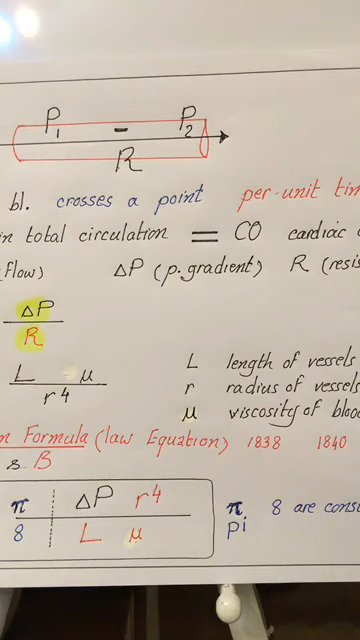 P1 - P2
R
bl. crosses a point per unit tim
in total circulation = CO cardiac
flow) ΔP (p. gradient) R (resis
ΔP
R
L μ
r4
L length of vessels
r radius of vessels
μ viscosity of bloo
n Formula (law Equation) 1838 1840
& B
π ΔP r4
8 L μ
π 8 are cons
pi